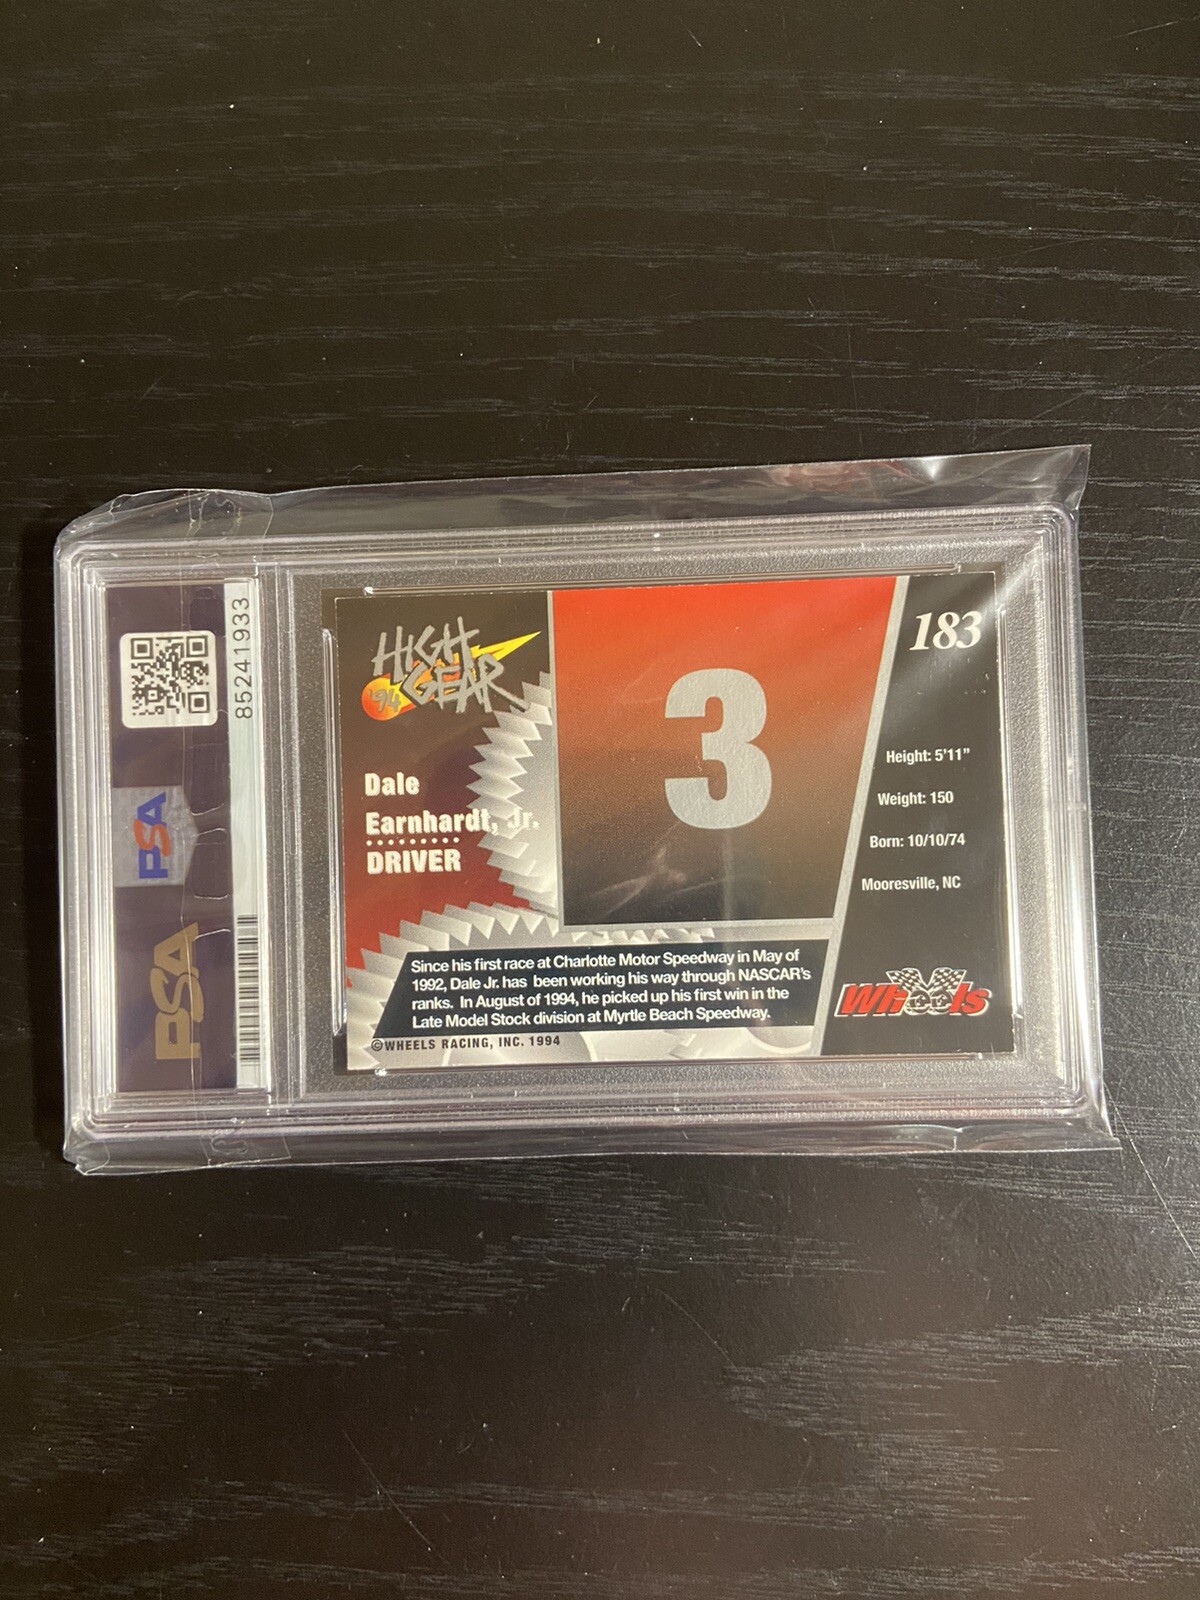 85241933
PSA
PSA
HIGH
'94 GEAR
Dale
Earnhardt, Jr.
DRIVER
3
183
Height: 5'11"
Weight: 150
Born: 10/10/74
Mooresville, NC
Since his first race at Charlotte Motor Speedway in May of
1992, Dale Jr. has been working his way through NASCAR's
ranks. In August of 1994, he picked up his first win in the
Late Model Stock division at Myrtle Beach Speedway.
©WHEELS RACING, INC. 1994
Wheels